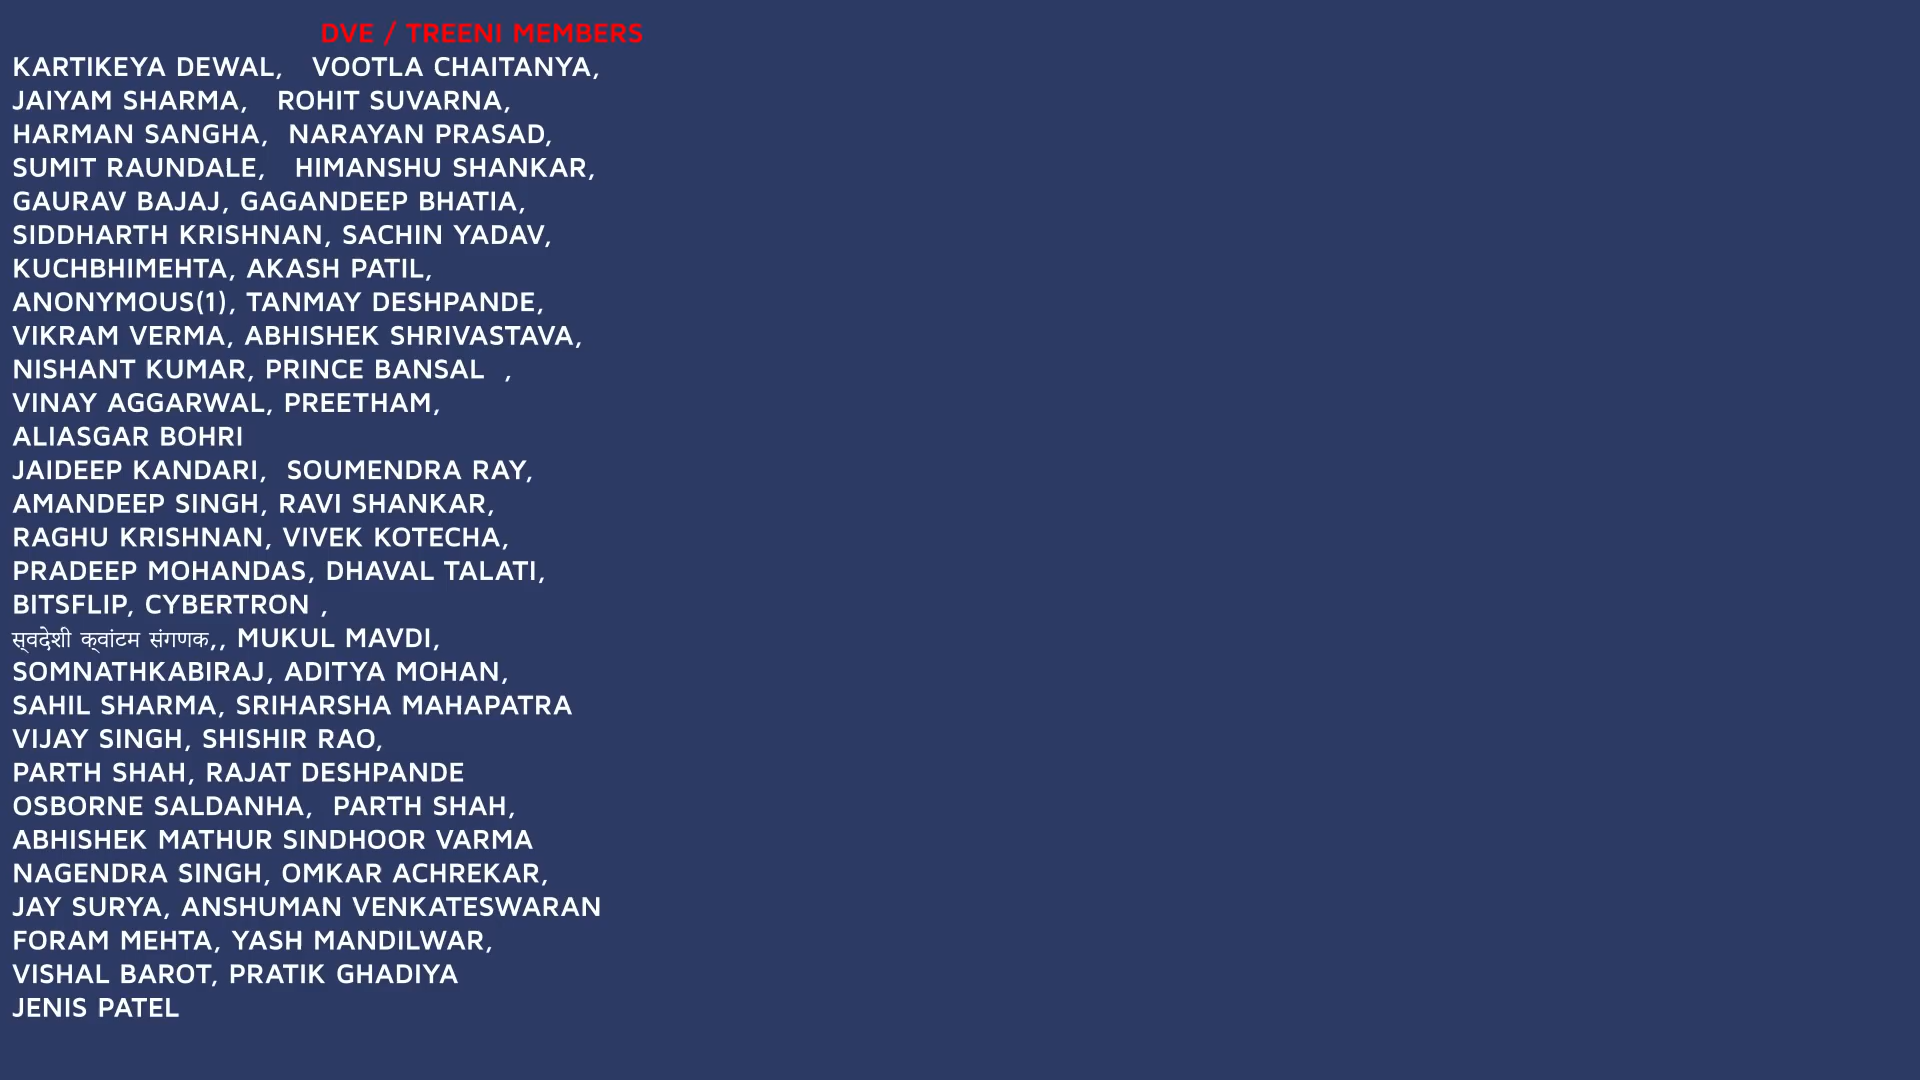 DVE / TREENI MEMBERS
KARTIKEYA DEWAL, VOOTLA CHAITANYA,
JAIYAM SHARMA, ROHIT SUVARNA,
HARMAN SANGHA, NARAYAN PRASAD,
SUMIT RAUNDALE, HIMANSHU SHANKAR,
GAURAV BAJAJ, GAGANDEEP BHATIA,
SIDDHARTH KRISHNAN, SACHIN YADAV,
KUCHBHIMEHTA, AKASH PATIL,
ANONYMOUS(1), TANMAY DESHPANDE,
VIKRAM VERMA, ABHISHEK SHRIVASTAVA,
NISHANT KUMAR, PRINCE BANSAL ,
VINAY AGGARWAL, PREETHAM,
ALIASGAR BOHRI
JAIDEEP KANDARI, SOUMENDRA RAY,
AMANDEEP SINGH, RAVI SHANKAR,
RAGHU KRISHNAN, VIVEK KOTECHA,
PRADEEP MOHANDAS, DHAVAL TALATI,
BITSFLIP, CYBERTRON ,
स्वदेशी क्वांटम संगणक,, MUKUL MAVDI,
SOMNATHKABIRAJ, ADITYA MOHAN,
SAHIL SHARMA, SRIHARSHA MAHAPATRA
VIJAY SINGH, SHISHIR RAO,
PARTH SHAH, RAJAT DESHPANDE
OSBORNE SALDANHA, PARTH SHAH,
ABHISHEK MATHUR SINDHOOR VARMA
NAGENDRA SINGH, OMKAR ACHREKAR,
JAY SURYA, ANSHUMAN VENKATESWARAN
FORAM MEHTA, YASH MANDILWAR,
VISHAL BAROT, PRATIK GHADIYA
JENIS PATEL